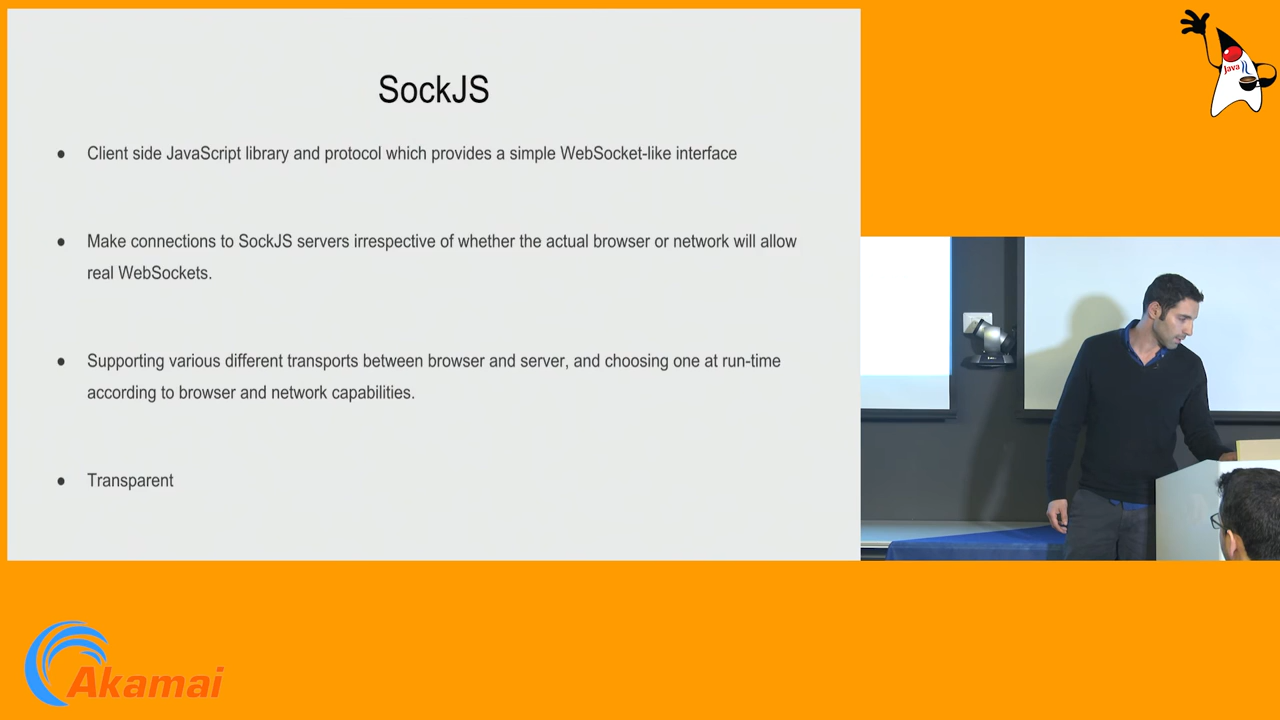 SockJS
● Client side JavaScript library and protocol which provides a simple WebSocket-like interface
● Make connections to SockJS servers irrespective of whether the actual browser or network will allow
real WebSockets.
● Supporting various different transports between browser and server, and choosing one at run-time
according to browser and network capabilities.
● Transparent
Java
Akamai